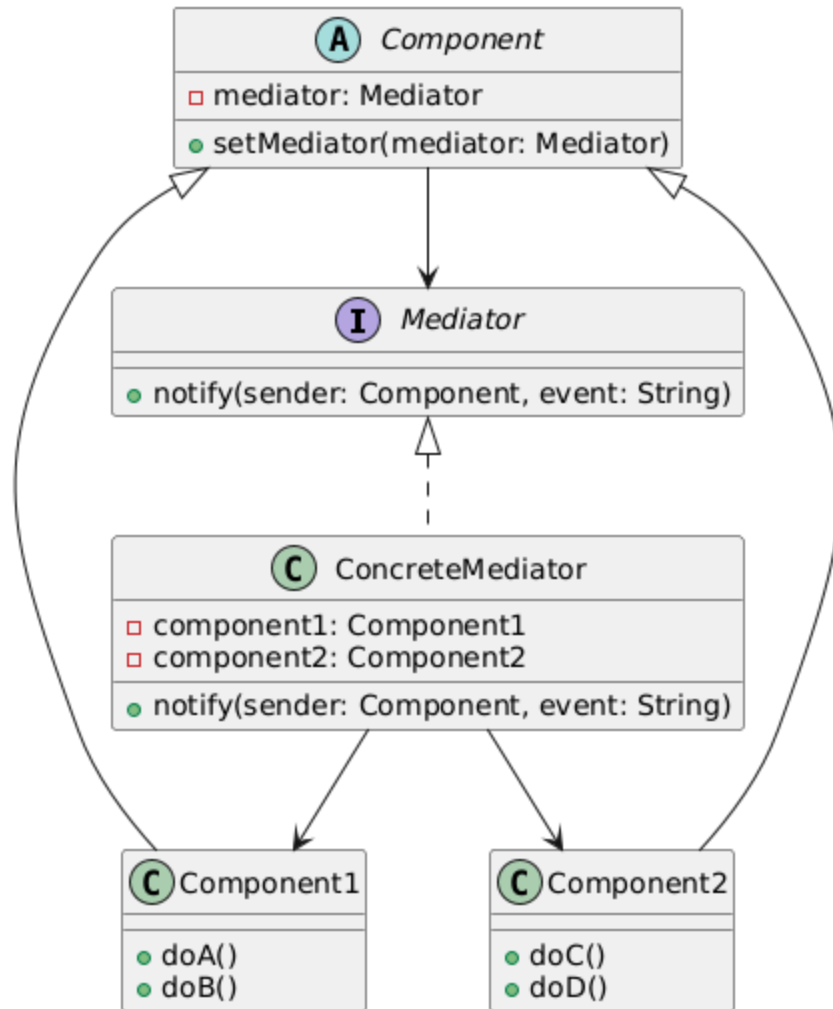 A Component
mediator: Mediator
setMediator(mediator: Mediator)
I Mediator
notify(sender: Component, event: String)
C ConcreteMediator
component1: Component1
component2: Component2
notify(sender: Component, event: String)
C Component1
doA()
doB()
C Component2
doC()
doD()